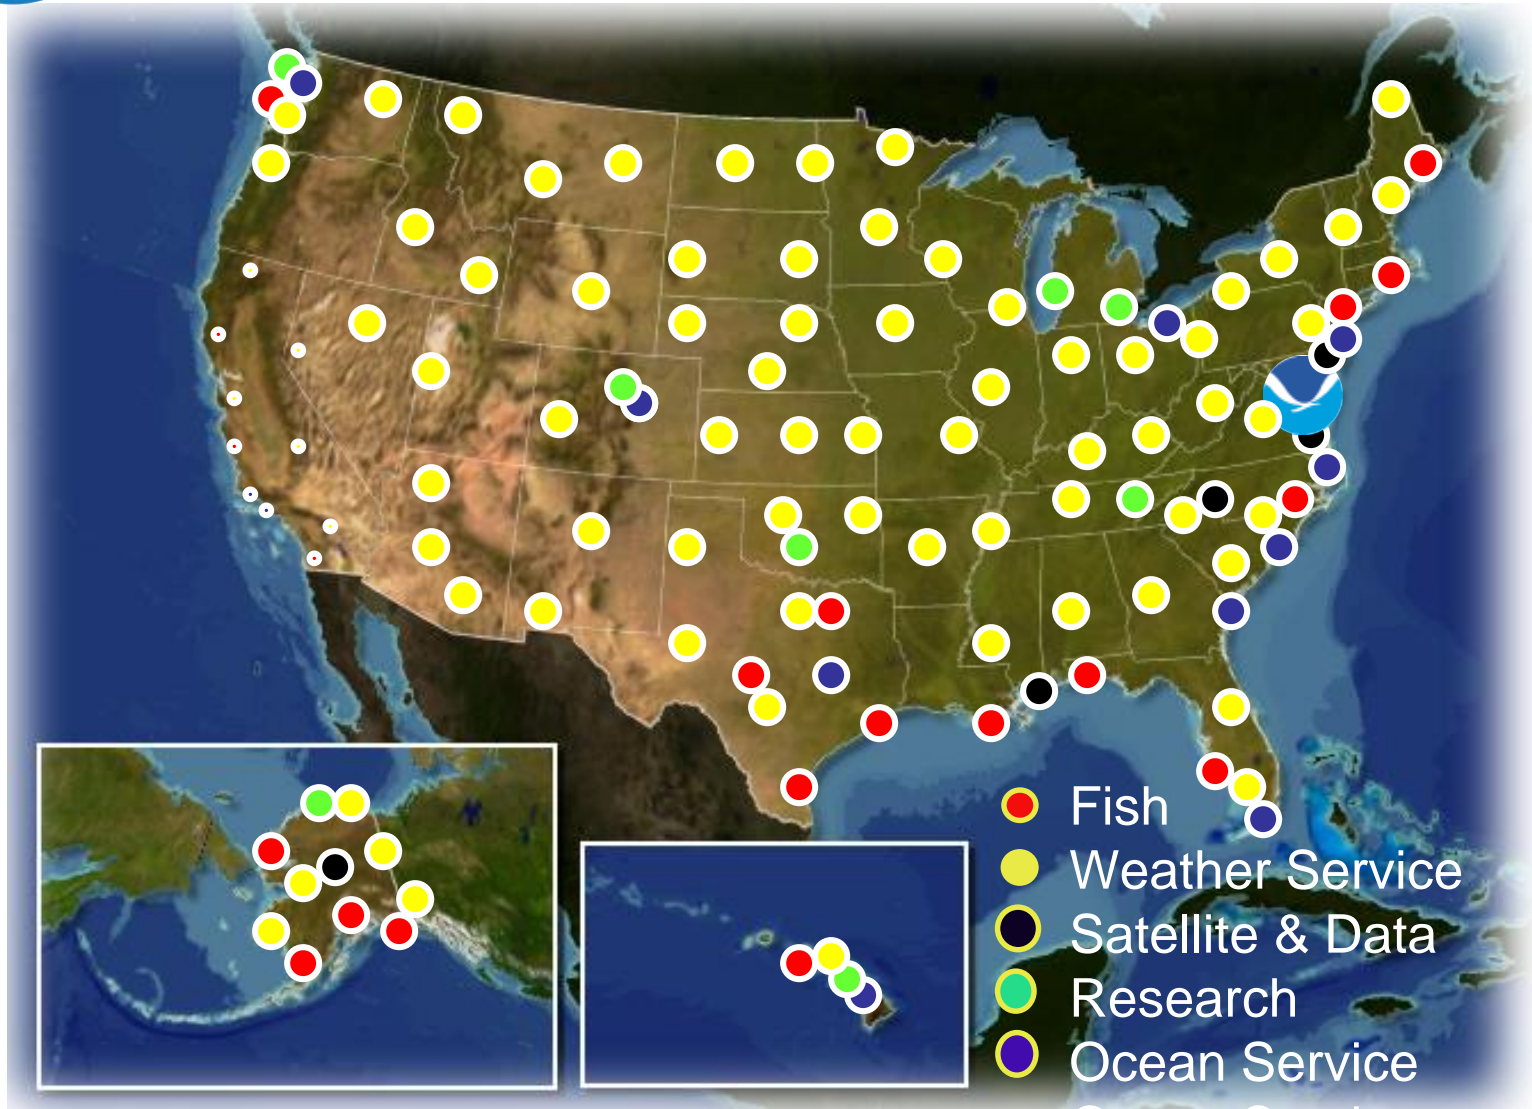 Fish
Weather Service
Satellite & Data
Research
Ocean Service